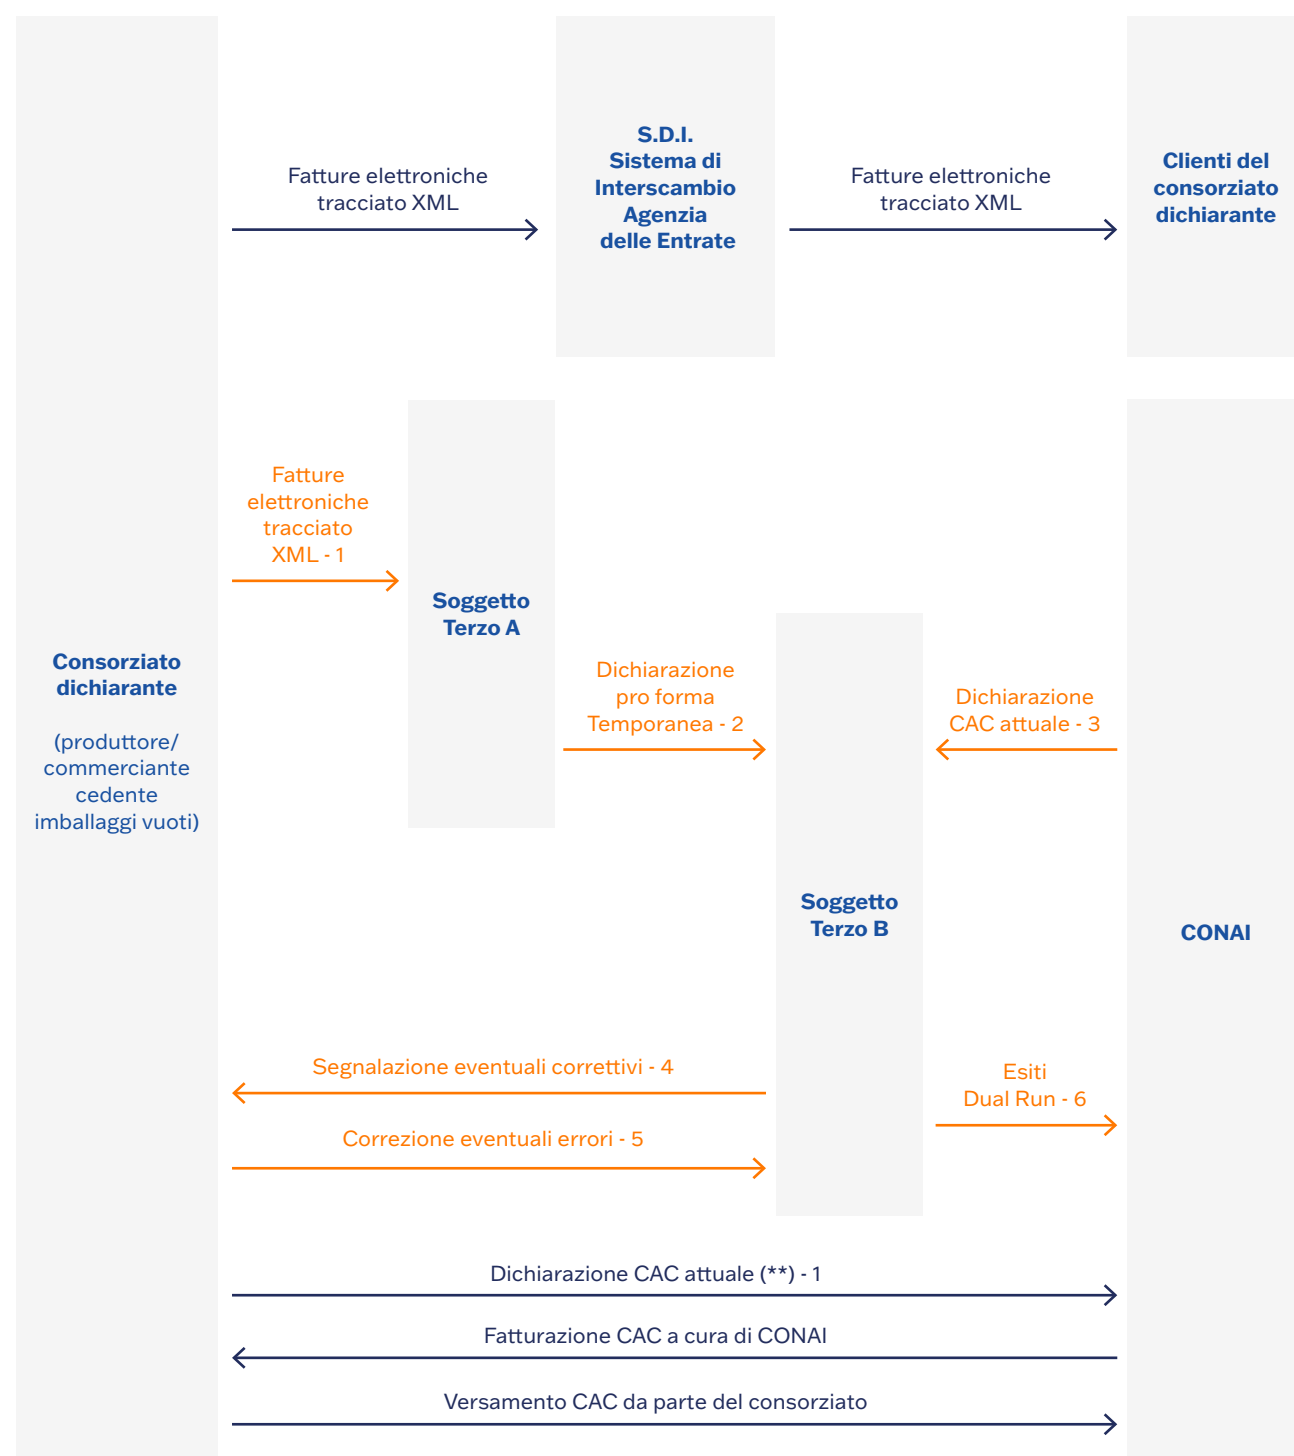 S.D.I.
Sistema di
Interscambio
Agenzia
delle Entrate
Fatture elettroniche
tracciato XML
Fatture elettroniche
tracciato XML
Clienti del
consorziato
dichiarante
Fatture
elettroniche
tracciato
XML - 1
Soggetto
Terzo A
Consorziato
dichiarante
(produttore/
commerciante
cedente
imballaggi vuoti)
Dichiarazione
pro forma
Temporanea - 2
Dichiarazione
CAC attuale - 3
Soggetto
Terzo B
CONAI
Segnalazione eventuali correttivi - 4
Esiti
Dual Run - 6
Correzione eventuali errori - 5
Dichiarazione CAC attuale (**) - 1
Fatturazione CAC a cura di CONAI
Versamento CAC da parte del consorziato